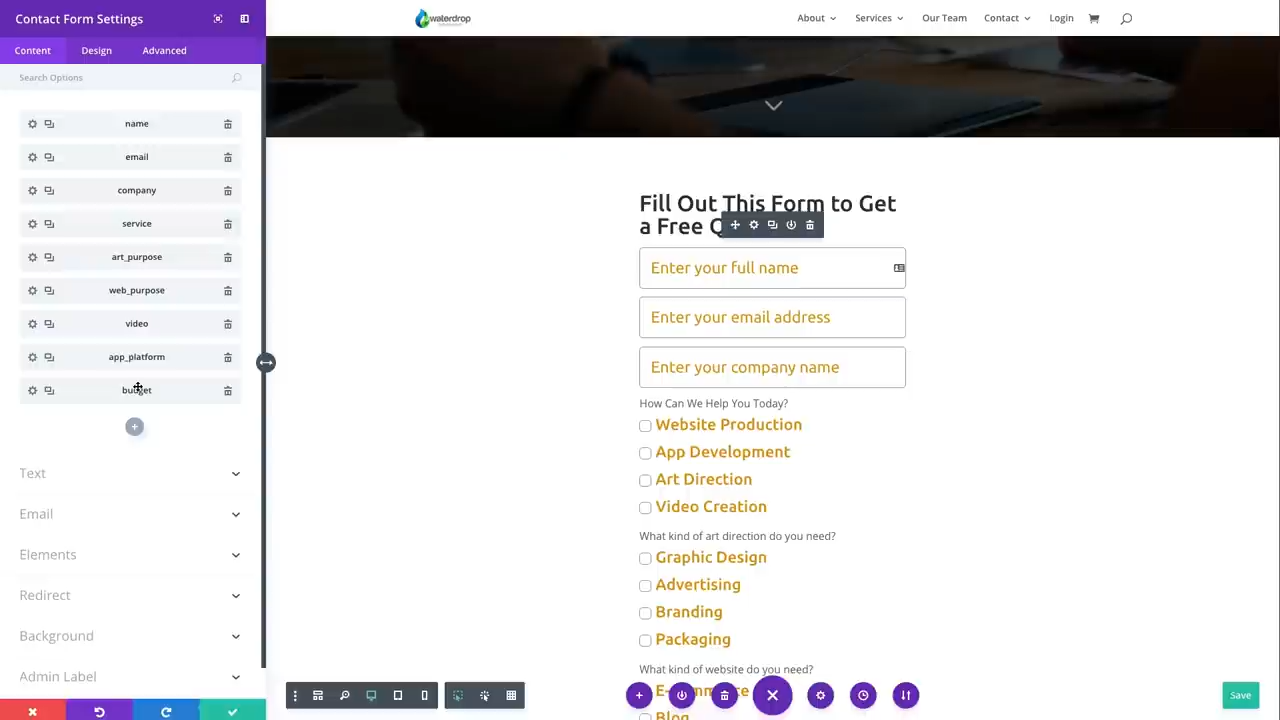 Contact Form Settings
Content Design Advanced
Search Options
name
email
company
service
art_purpose
web_purpose
video
app_platform
budget
Text
Email
Elements
Redirect
Background
Admin Label
waterdrop
About Services Our Team Contact Login
Fill Out This Form to Get
a Free
Enter your full name
Enter your email address
Enter your company name
How Can We Help You Today?
Website Production
App Development
Art Direction
Video Creation
What kind of art direction do you need?
Graphic Design
Advertising
Branding
Packaging
What kind of website do you need?
Blog
Save